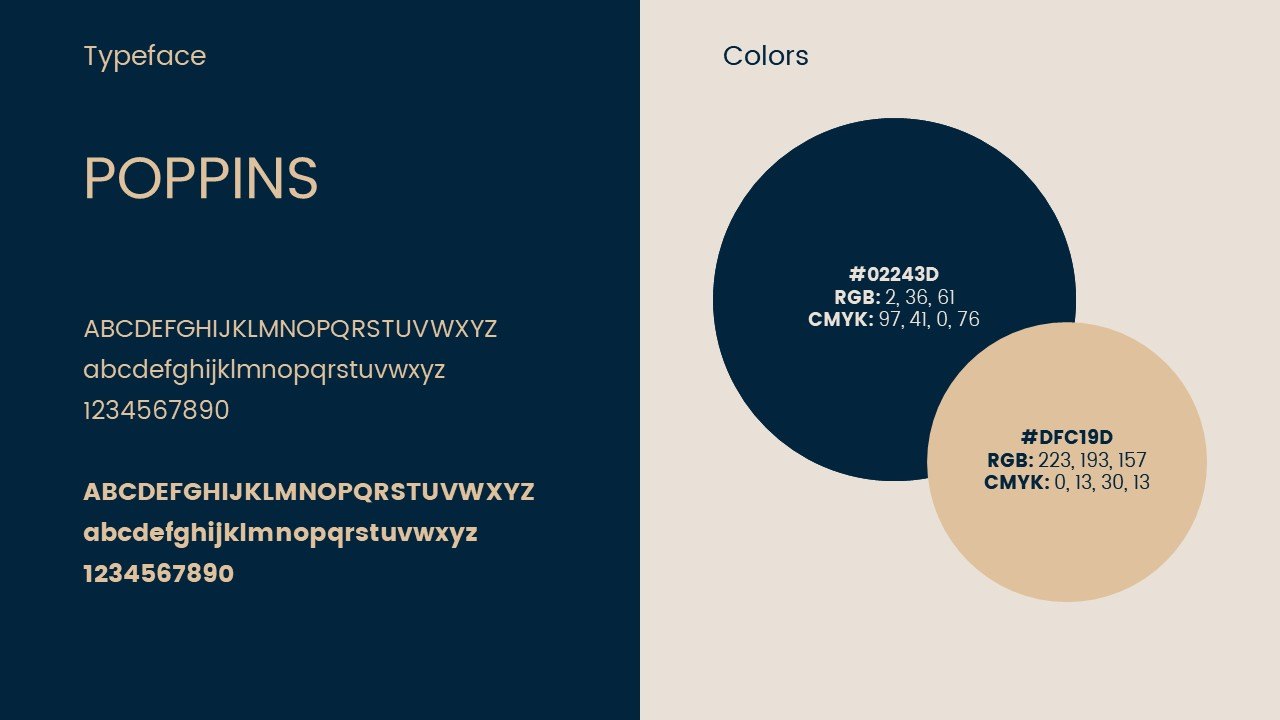 Typeface
POPPINS
ABCDEFGHIJKLMNOPQRSTUVWXYZ
abcdefghijklmnopqrstuvwxyz
1234567890
ABCDEFGHIJKLMNOPQRSTUVWXYZ
abcdefghijklmnopqrstuvwxyz
1234567890
Colors
#02243D
RGB: 2, 36, 61
CMYK: 97, 41, 0, 76
#DFC19D
RGB: 223, 193, 157
CMYK: 0, 13, 30, 13